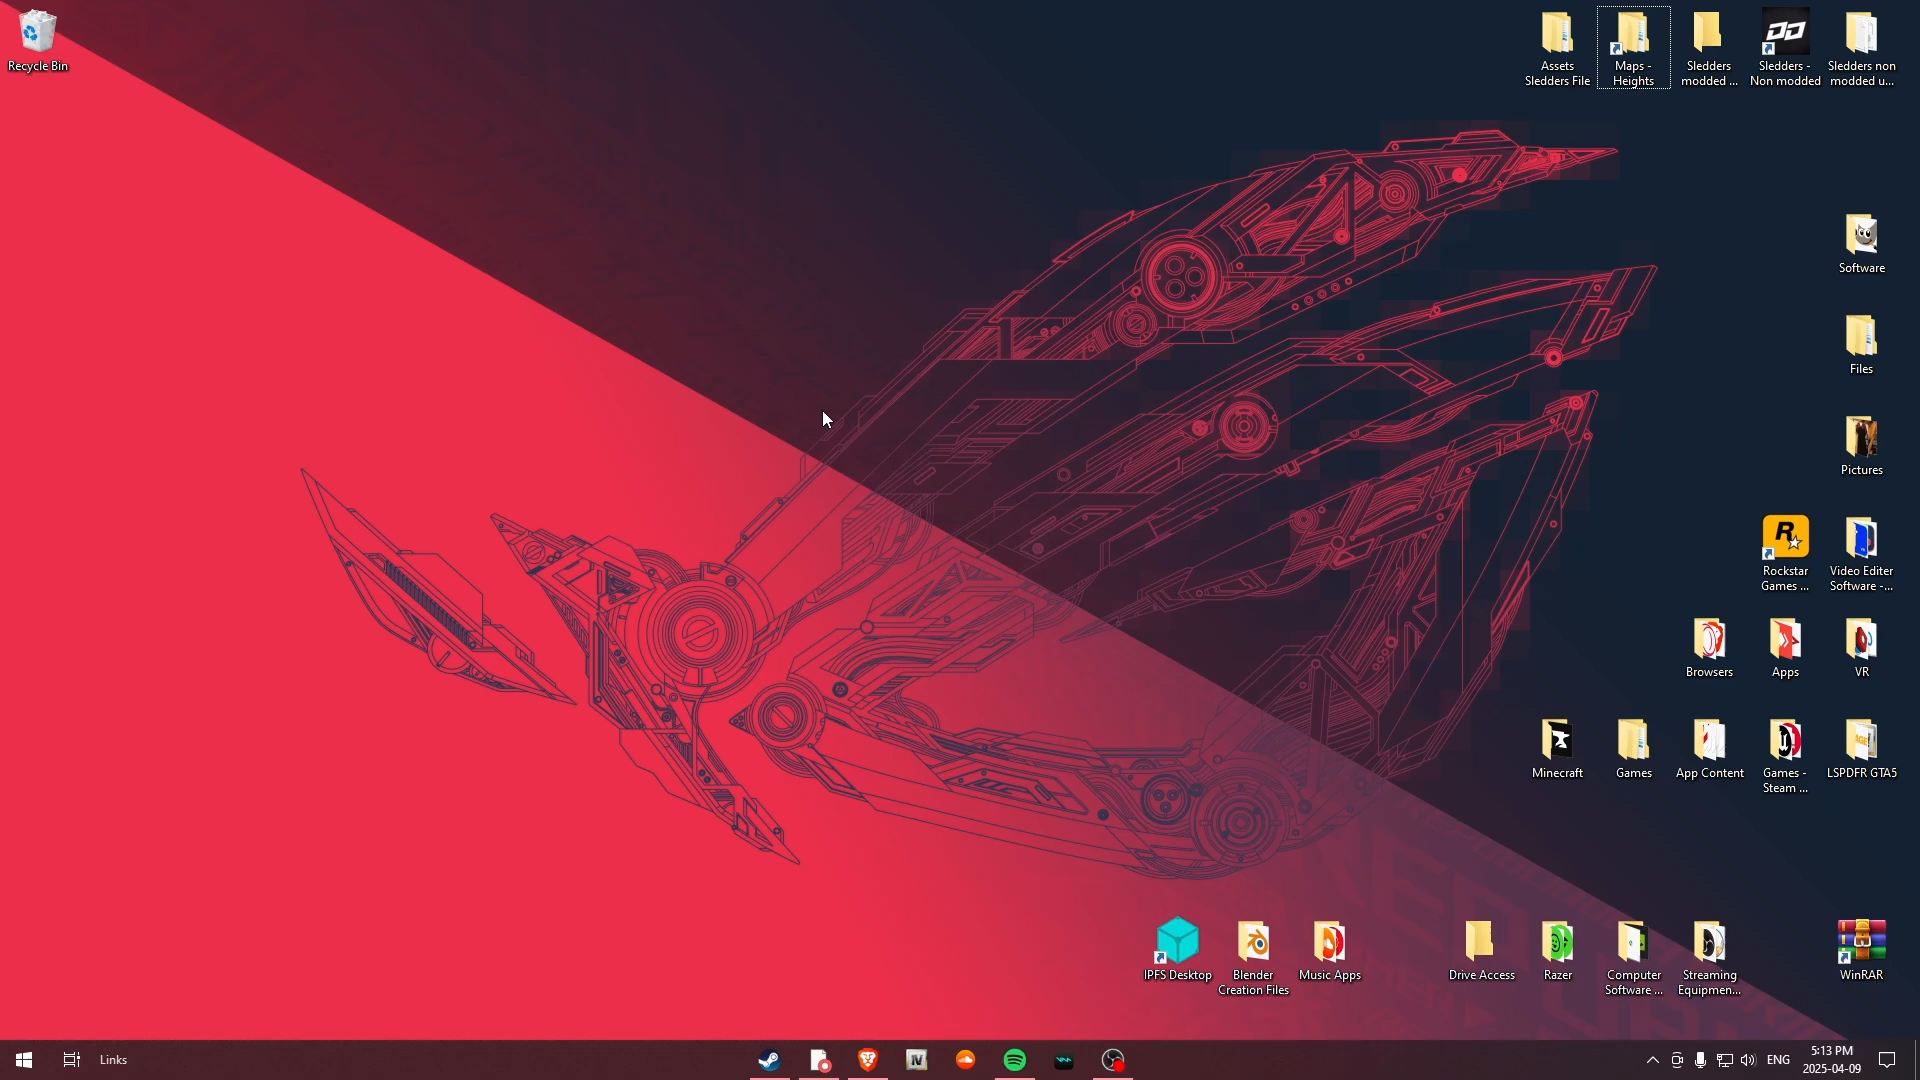 Recycle Bin
Assets
Sledders File
Maps -
Heights
Sledders
modded ...
Sledders -
Non modded
Sledders non
modded u...
Software
Files
Pictures
Rockstar
Games ...
Video Editer
Software -...
Browsers
Apps
VR
Minecraft
Games
App Content
Games -
Steam ...
LSPDFR GTA5
IPFS Desktop
Blender
Creation Files
Music Apps
Drive Access
Razer
Computer
Software ...
Streaming
Equipmen...
WinRAR
Links
IV
ENG
5:13 PM
2025-04-09